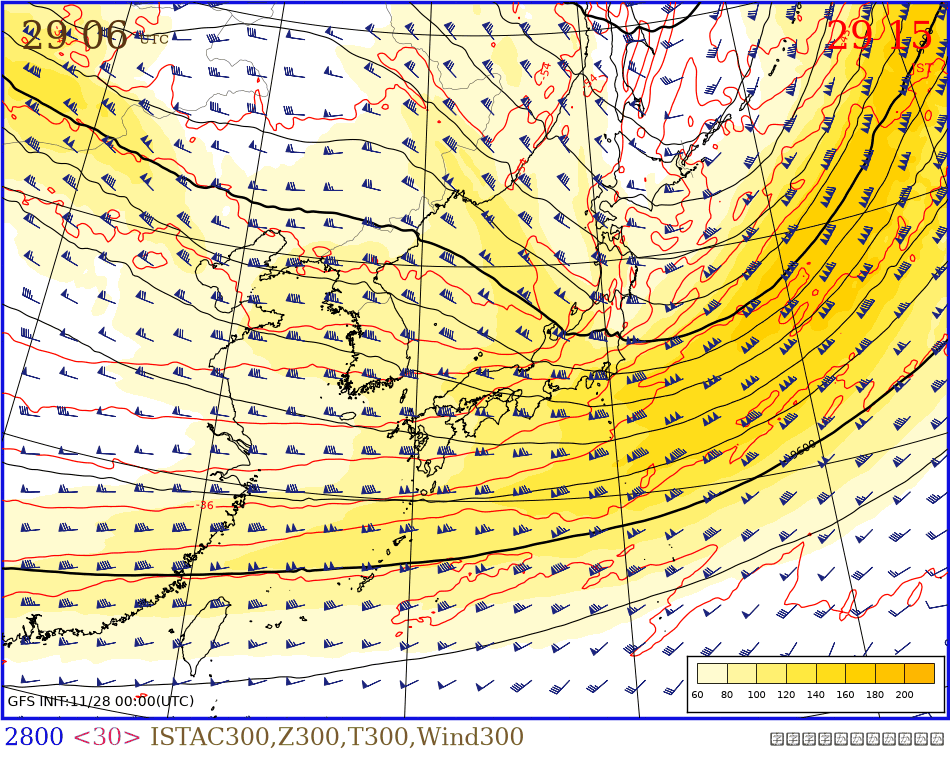 29 06 UTC
29 15 JST
-54
9600
-36
60 80 100 120 140 160 180 200
GFS INIT:11/28 00:00(UTC)
2800 <30> ISTAC300,Z300,T300,Wind300